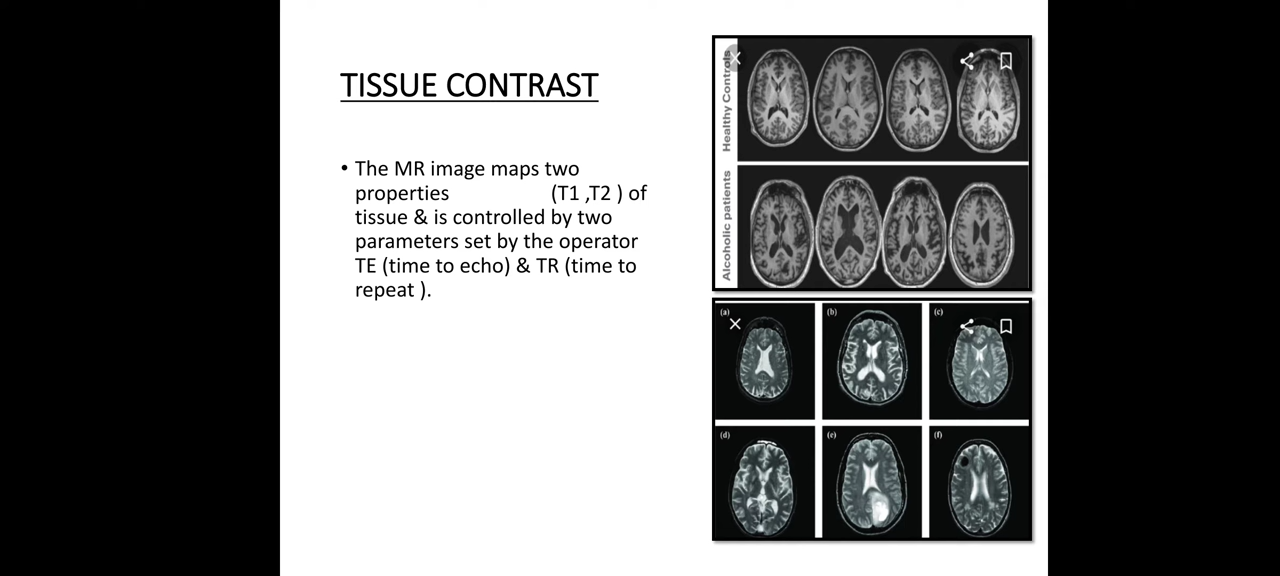 TISSUE CONTRAST
• The MR image maps two
properties (T1 ,T2 ) of
tissue & is controlled by two
parameters set by the operator
TE (time to echo) & TR (time to
repeat ).
Healthy Controls
Alcoholic patients
(a) (b) (c)
(d) (e) (f)